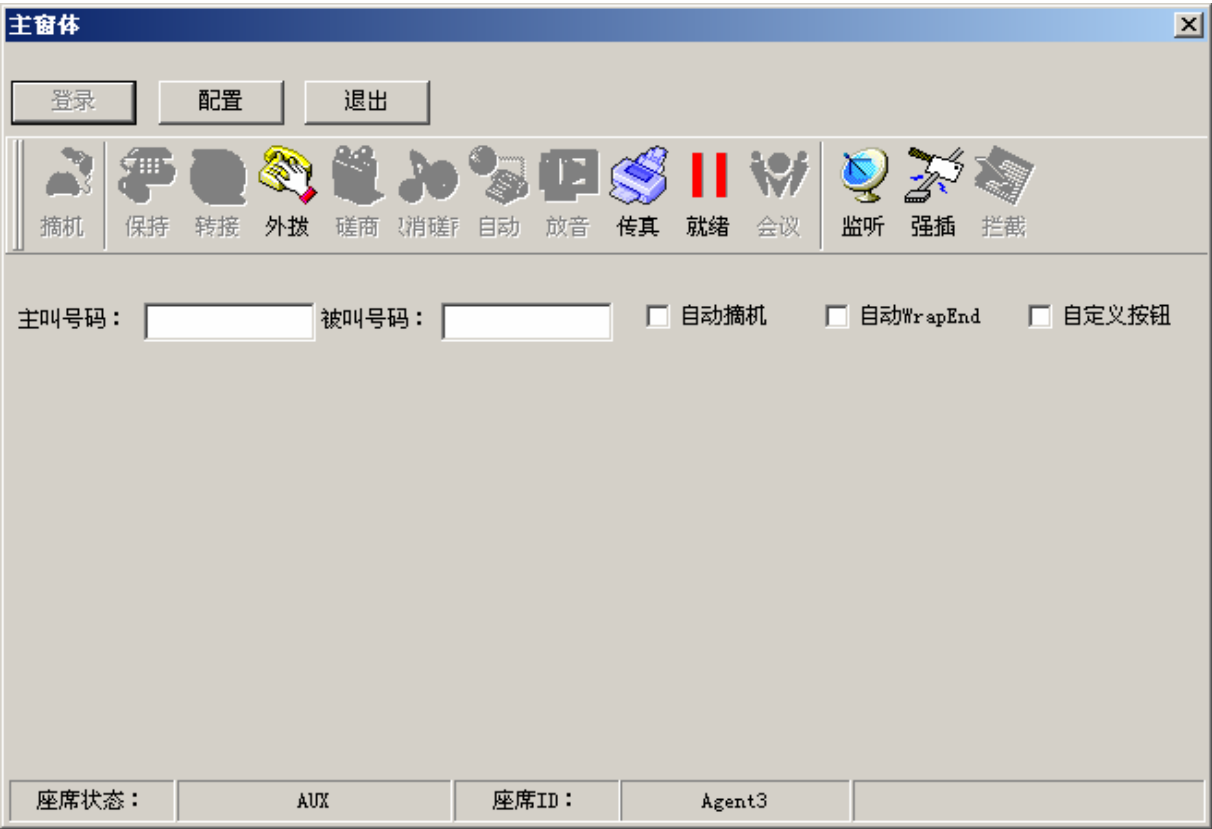 主窗体
登录 配置 退出
摘机 保持 转接 外拨 磋商 消磋 自动 放音 传真 就绪 会议 监听 强插 拦截
主叫号码： 被叫号码： 自动摘机 自动WrapEnd 自定义按钮
座席状态： AUX 座席ID： Agent3